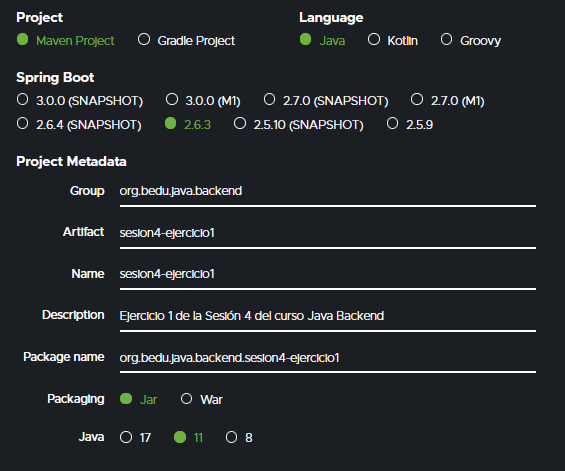 Project Language
Maven Project Gradle Project Java Kotlin Groovy
Spring Boot
3.0.0 (SNAPSHOT) 3.0.0 (M1) 2.7.0 (SNAPSHOT) 2.7.0 (M1)
2.6.4 (SNAPSHOT) 2.6.3 2.5.10 (SNAPSHOT) 2.5.9
Project Metadata
Group org.bedu.java.backend
Artifact sesion4-ejercicio1
Name sesion4-ejercicio1
Description Ejercicio 1 de la Sesión 4 del curso Java Backend
Package name org.bedu.java.backend.sesion4-ejercicio1
Packaging Jar War
Java 17 11 8